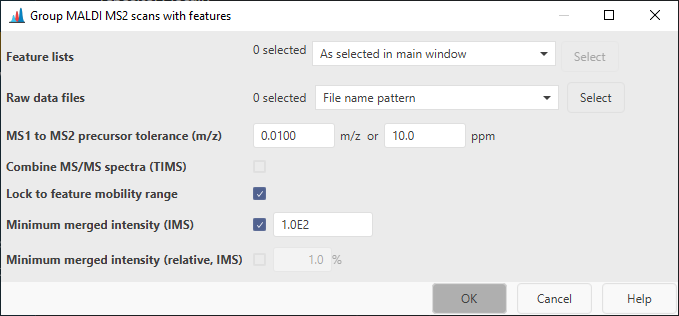 Group MALDI MS2 scans with features
Feature lists 0 selected As selected in main window Select
Raw data files 0 selected File name pattern Select
MS1 to MS2 precursor tolerance (m/z) 0.0100 m/z or 10.0 ppm
Combine MS/MS spectra (TIMS)
Lock to feature mobility range
Minimum merged intensity (IMS) 1.0E2
Minimum merged intensity (relative, IMS) 1.0 %
OK Cancel Help